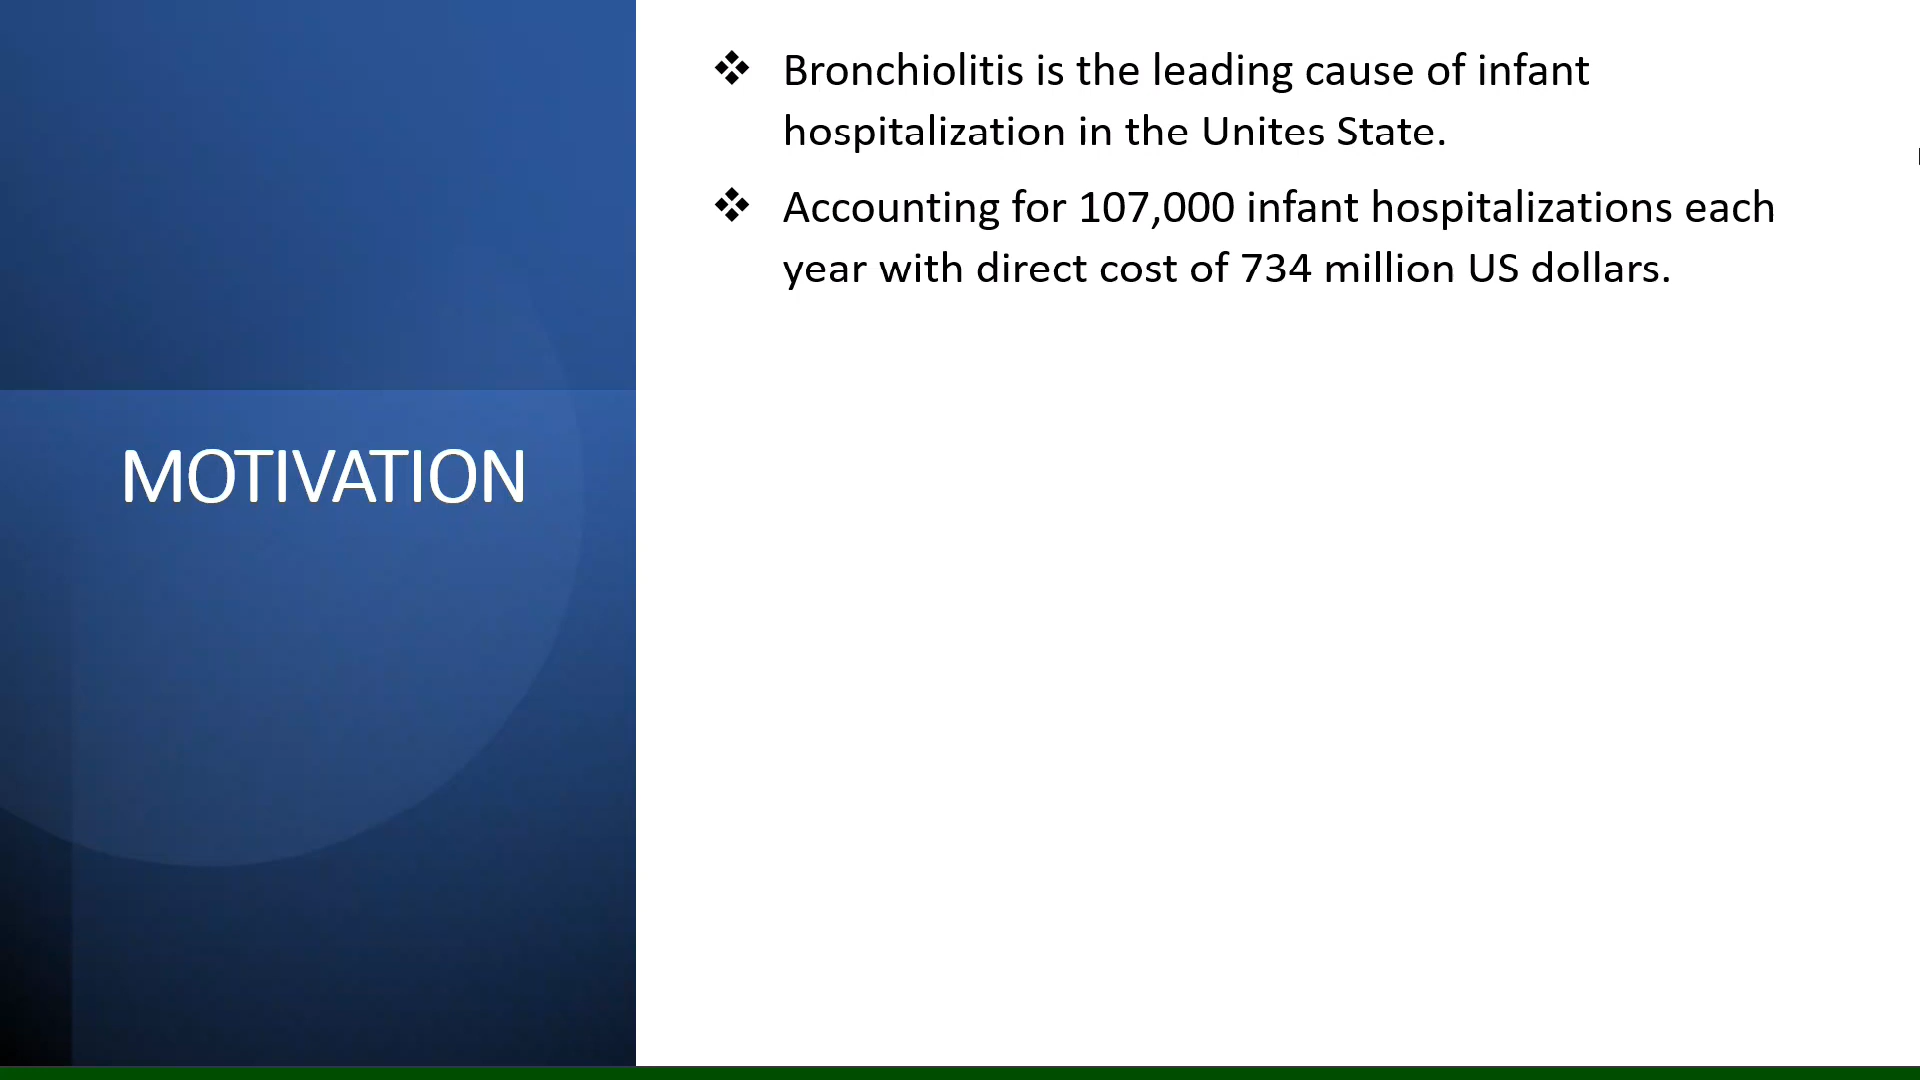 MOTIVATION
❖ Bronchiolitis is the leading cause of infant
hospitalization in the Unites State.
❖ Accounting for 107,000 infant hospitalizations each
year with direct cost of 734 million US dollars.